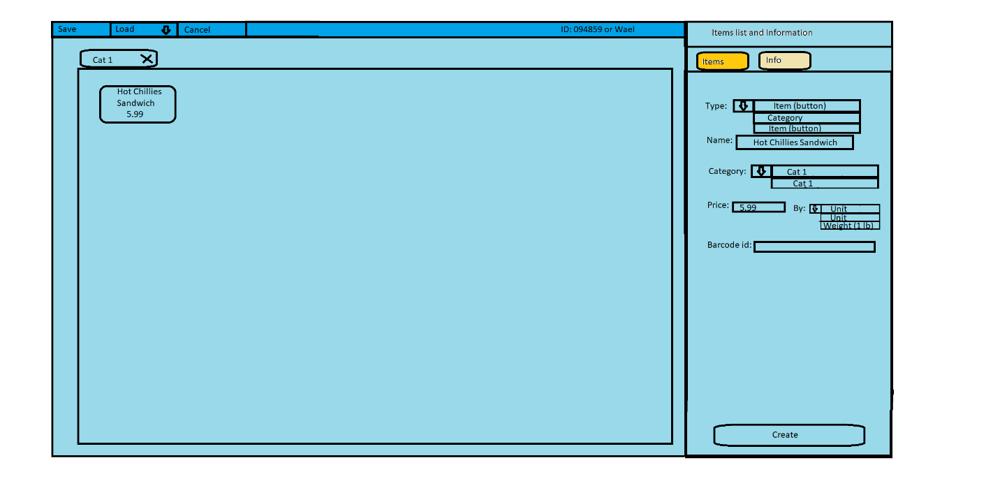 Save
Load
Cancel
ID: 094859 or Wael
Items list and Information
Cat 1
Items
Info
Hot Chillies
Sandwich
5.99
Type:
Item (button)
Category
Item (button)
Name:
Hot Chillies Sandwich
Category:
Cat 1
Cat 1
Price:
5.99
By:
Unit
Unit
Weight (1 lb)
Barcode id:
Create